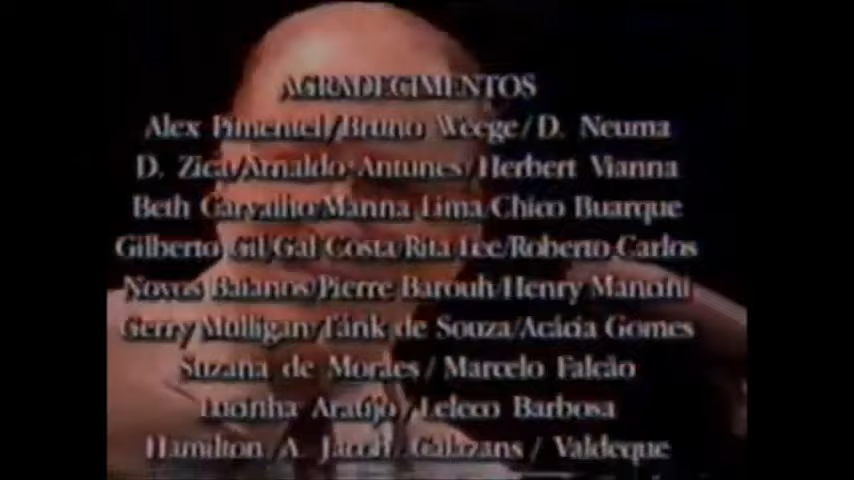 AGRADECIMENTOS
Alex Pimentel/Bruno Weege/D. Neuma
D. Zica/Arnaldo Antunes/Herbert Vianna
Beth Carvalho/Marina Lima/Chico Buarque
Gilberto Gil/Gal Costa/Rita Lee/Roberto Carlos
Novos Baianos/Pierre Barouh/Henry Mancini
Gerry Mulligan/Tárik de Souza/Acácia Gomes
Suzana de Moraes / Marcelo Falcão
Lucinha Araújo / Leleco Barbosa
Hamilton /A. Jacob / Galazans / Valdeque